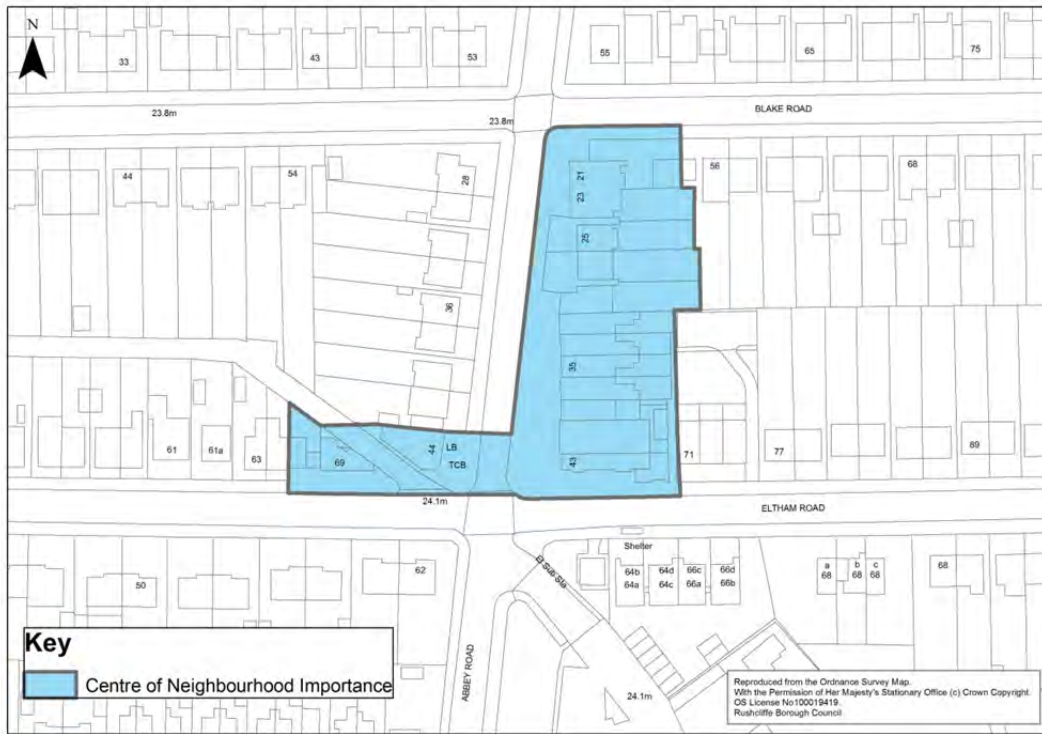 N
33
43
53
55
65
75
23.8m
23.8m
BLAKE ROAD
44
54
28
21
23
56
68
25
36
35
61
61a
63
69
44
LB
TCB
43
71
77
89
24.1m
ELTHAM ROAD
50
62
El Sub Sta
Shelter
64b 64d 66c 66d
64a 64c 66a 66b
a b c
68 68 68
68
ABBEY ROAD
24.1m
Key
Centre of Neighbourhood Importance
Reproduced from the Ordnance Survey Map.
With the Permission of Her Majesty's Stationary Office (c) Crown Copyright.
OS License No100019419.
Rushcliffe Borough Council